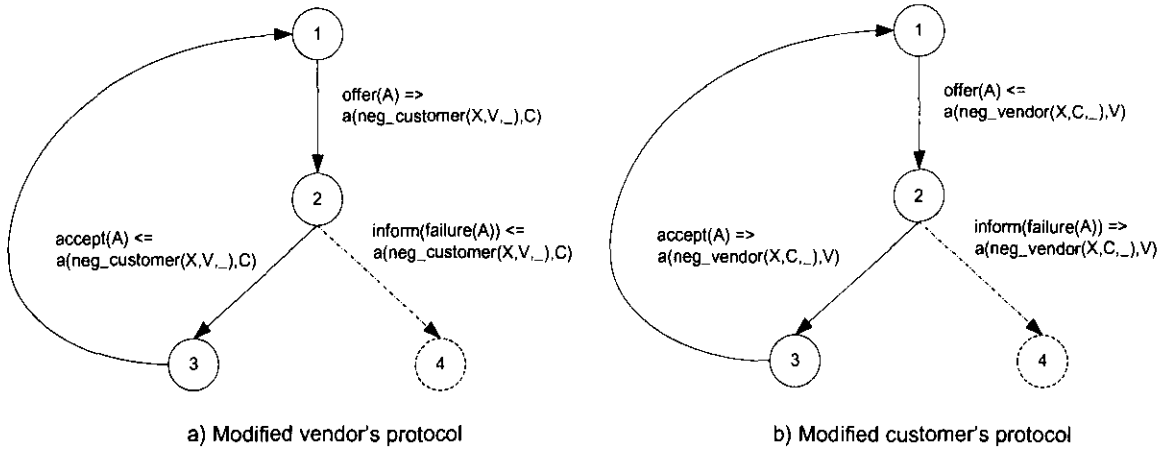 1
offer(A) =>
a(neg_customer(X,V,_),C)
2
accept(A) <=
a(neg_customer(X,V,_),C)
inform(failure(A)) <=
a(neg_customer(X,V,_),C)
3
4
a) Modified vendor's protocol
1
offer(A) <=
a(neg_vendor(X,C,_),V)
2
accept(A) =>
a(neg_vendor(X,C,_),V)
inform(failure(A)) =>
a(neg_vendor(X,C,_),V)
3
4
b) Modified customer's protocol